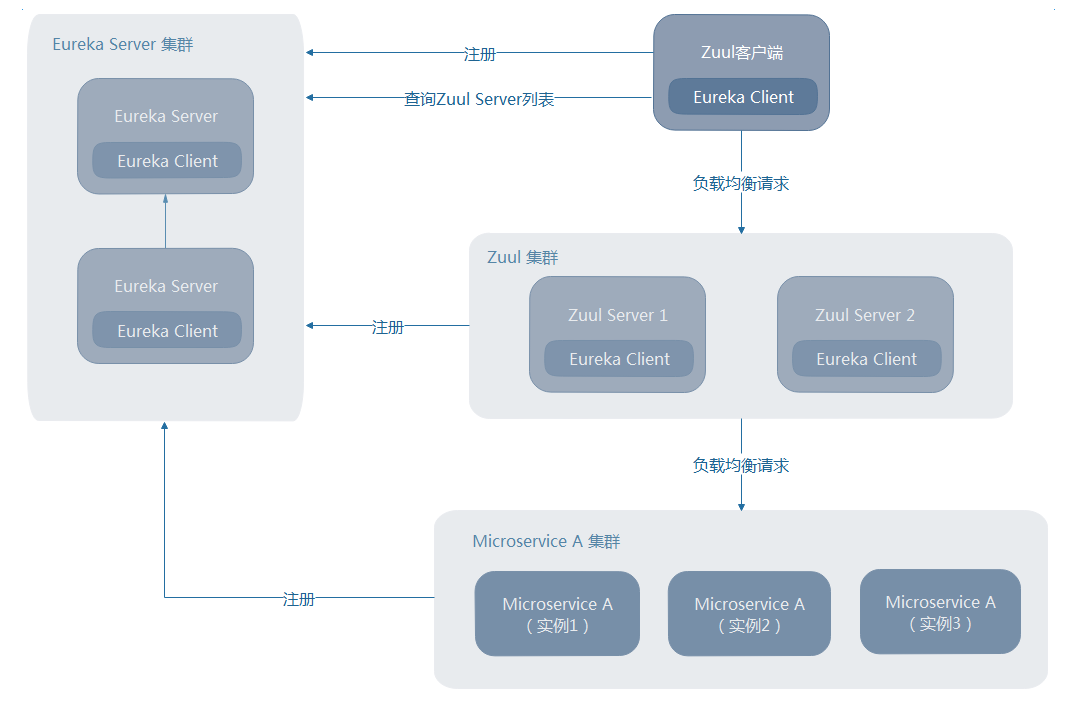 Eureka Server 集群
Eureka Server
Eureka Client
Eureka Server
Eureka Client
注册
查询Zuul Server列表
Zuul客户端
Eureka Client
负载均衡请求
Zuul 集群
Zuul Server 1
Eureka Client
Zuul Server 2
Eureka Client
注册
负载均衡请求
Microservice A 集群
Microservice A
（实例1）
Microservice A
（实例2）
Microservice A
（实例3）
注册